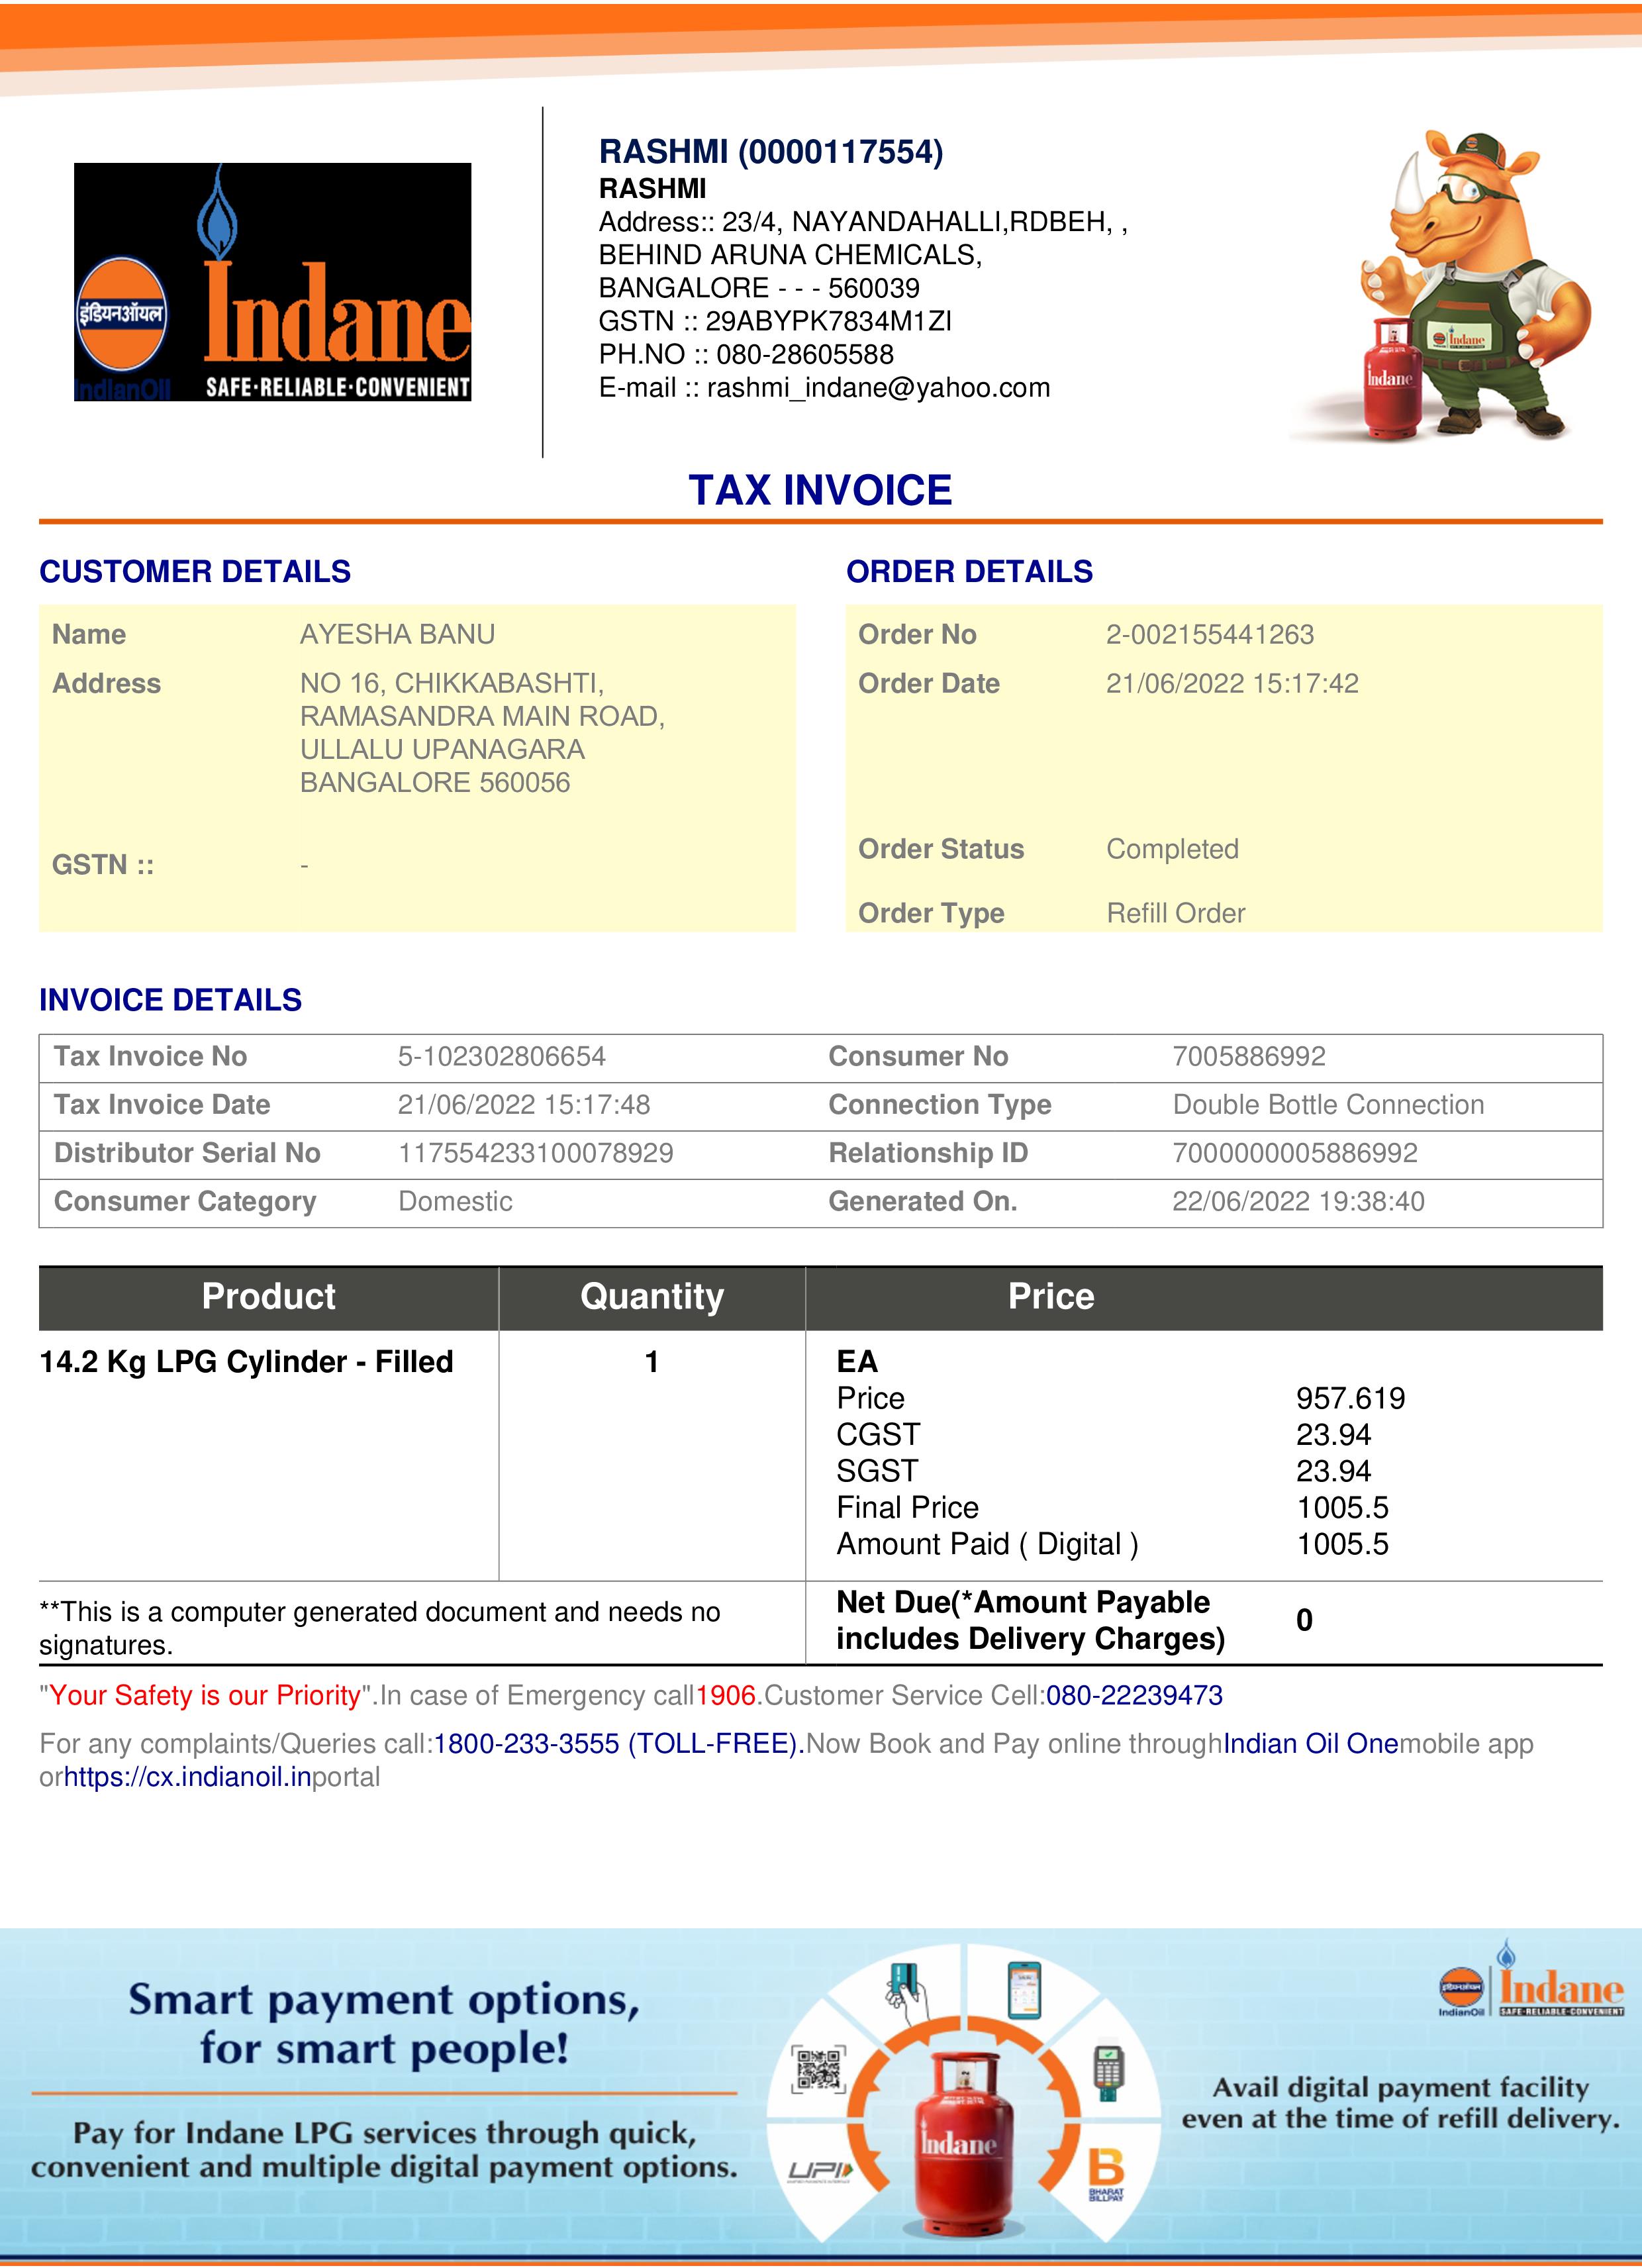 इंडियनऑयल
IndianOil
Indane
SAFE·RELIABLE·CONVENIENT
RASHMI (0000117554)
RASHMI
Address:: 23/4, NAYANDAHALLI,RDBEH, ,
BEHIND ARUNA CHEMICALS,
BANGALORE - - - 560039
GSTN :: 29ABYPK7834M1ZI
PH.NO :: 080-28605588
E-mail :: rashmi_indane@yahoo.com
Indane
Indane
TAX INVOICE
CUSTOMER DETAILS
Name AYESHA BANU
Address NO 16, CHIKKABASHTI,
RAMASANDRA MAIN ROAD,
ULLALU UPANAGARA
BANGALORE 560056
GSTN :: -
ORDER DETAILS
Order No 2-002155441263
Order Date 21/06/2022 15:17:42
Order Status Completed
Order Type Refill Order
INVOICE DETAILS
Tax Invoice No 5-102302806654 Consumer No 7005886992
Tax Invoice Date 21/06/2022 15:17:48 Connection Type Double Bottle Connection
Distributor Serial No 117554233100078929 Relationship ID 7000000005886992
Consumer Category Domestic Generated On. 22/06/2022 19:38:40
Product Quantity Price
14.2 Kg LPG Cylinder - Filled 1 EA
Price 957.619
CGST 23.94
SGST 23.94
Final Price 1005.5
Amount Paid ( Digital ) 1005.5
**This is a computer generated document and needs no
signatures.
Net Due(*Amount Payable
includes Delivery Charges) 0
"Your Safety is our Priority".In case of Emergency call1906.Customer Service Cell:080-22239473
For any complaints/Queries call:1800-233-3555 (TOLL-FREE).Now Book and Pay online throughIndian Oil Onemobile app
orhttps://cx.indianoil.inportal
Smart payment options,
for smart people!
Pay for Indane LPG services through quick,
convenient and multiple digital payment options.
UPI
Indane
B
BHARAT
BILLPAY
इंडियनऑयल
IndianOil
Indane
SAFE·RELIABLE·CONVENIENT
Avail digital payment facility
even at the time of refill delivery.